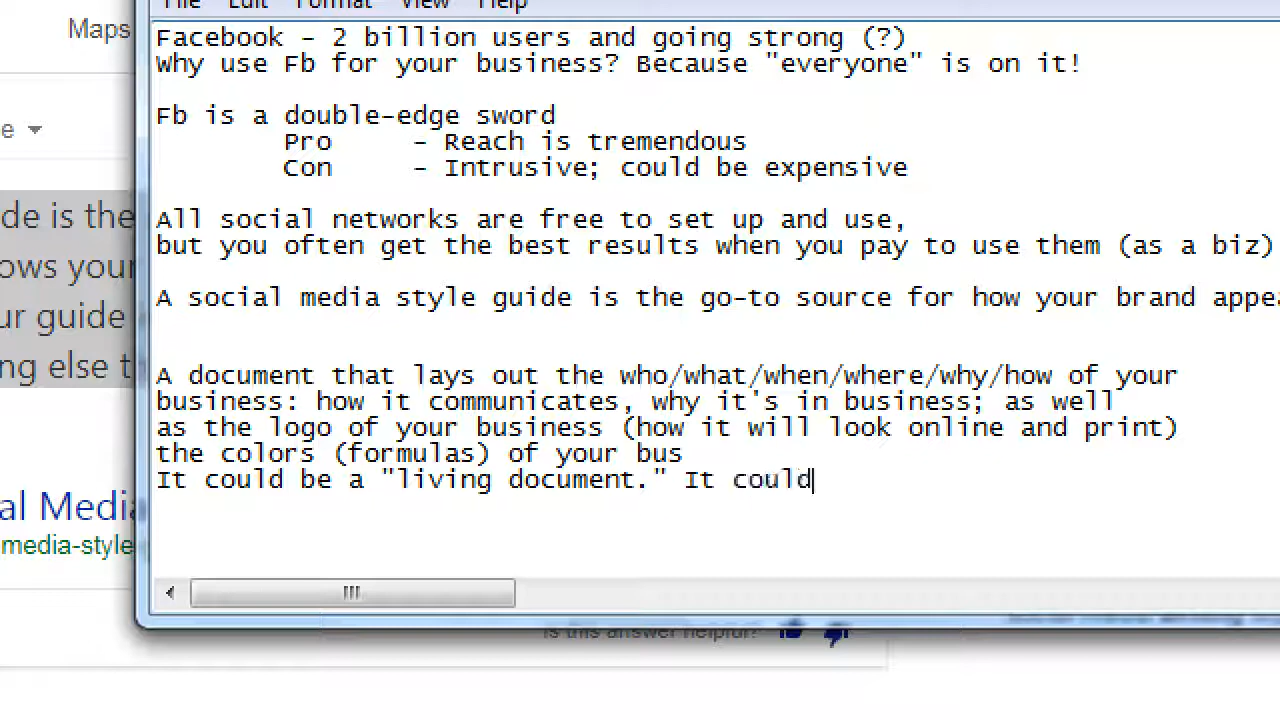 File Edit Format View Help
Maps
Facebook - 2 billion users and going strong (?)
Why use Fb for your business? Because "everyone" is on it!
e
Fb is a double-edge sword
Pro - Reach is tremendous
Con - Intrusive; could be expensive
de is the
All social networks are free to set up and use,
ows your
but you often get the best results when you pay to use them (as a biz)
ur guide
A social media style guide is the go-to source for how your brand appea
ng else t
A document that lays out the who/what/when/where/why/how of your
business: how it communicates, why it's in business; as well
as the logo of your business (how it will look online and print)
the colors (formulas) of your bus
It could be a "living document." It could
al Media
media-style
Is this answer helpful?